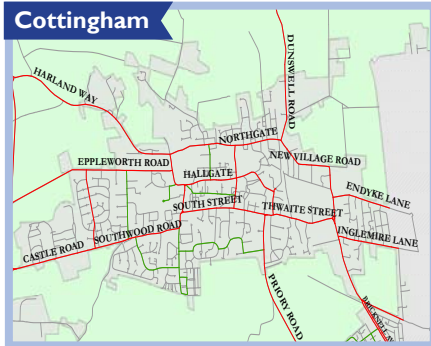 Cottingham
HARLAND WAY
DUNSWELL ROAD
NORTHGATE
NEW VILLAGE ROAD
EPPLEWORTH ROAD
HALLGATE
ENDYKE LANE
SOUTH STREET
THWAITE STREET
SOUTHWOOD ROAD
CASTLE ROAD
INGLEMIRE LANE
PRIORY ROAD